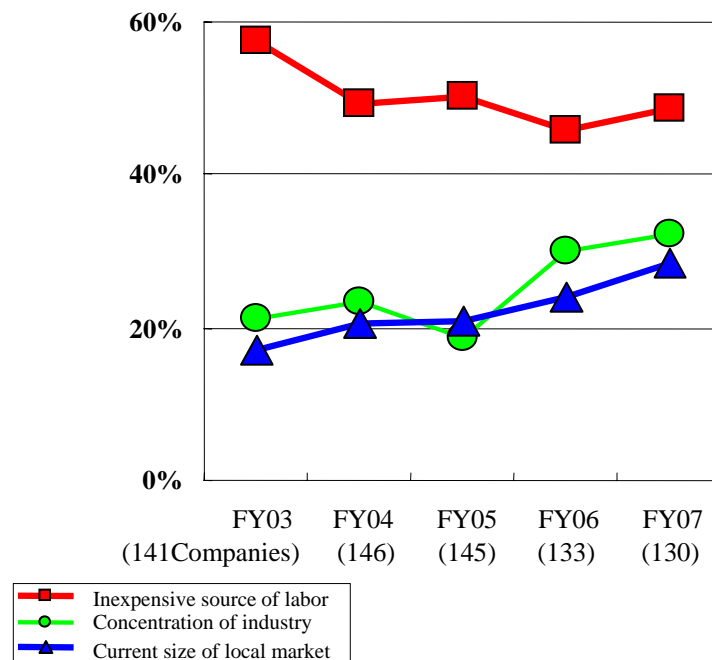 60%
40%
20%
0%
FY03 FY04 FY05 FY06 FY07
(141Companies) (146) (145) (133) (130)
Inexpensive source of labor
Concentration of industry
Current size of local market